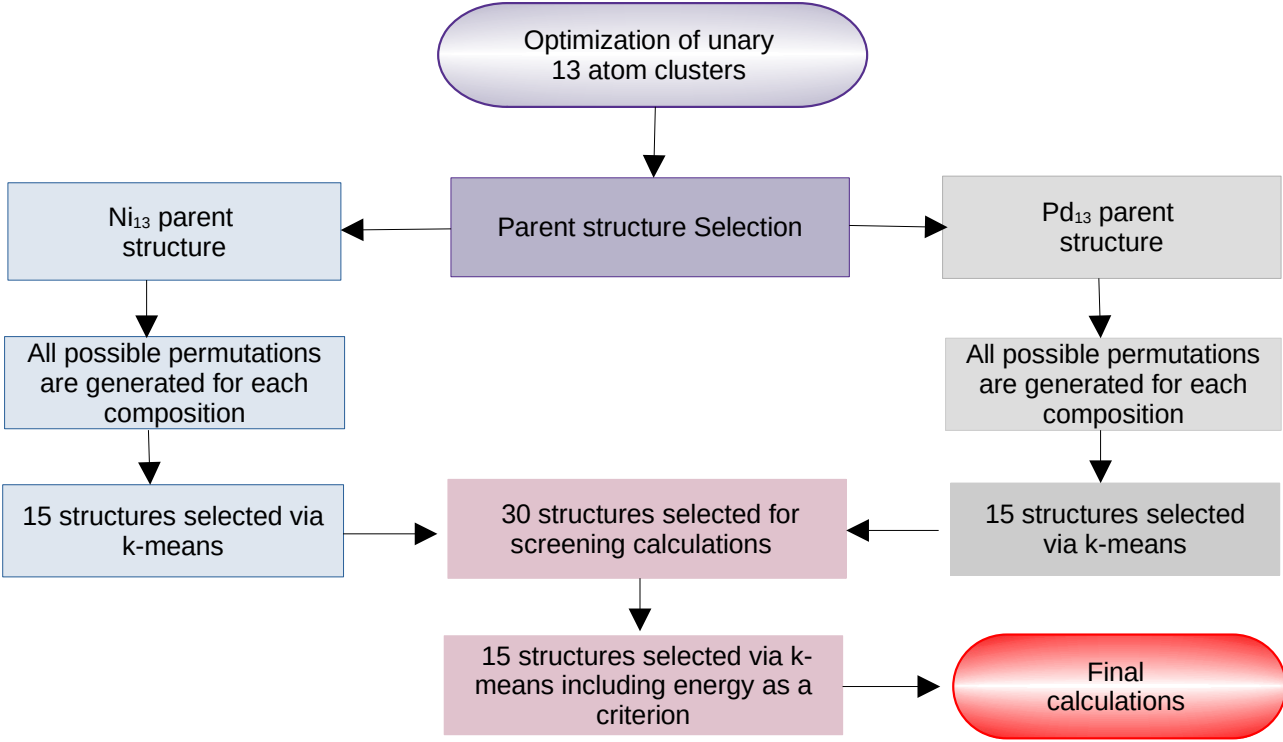 Optimization of unary
13 atom clusters
Ni₁₃ parent
structure
Parent structure Selection
Pd₁₃ parent
structure
All possible permutations
are generated for each
composition
All possible permutations
are generated for each
composition
15 structures selected via
k-means
30 structures selected for
screening calculations
15 structures selected
via k-means
15 structures selected via k-
means including energy as a
criterion
Final
calculations